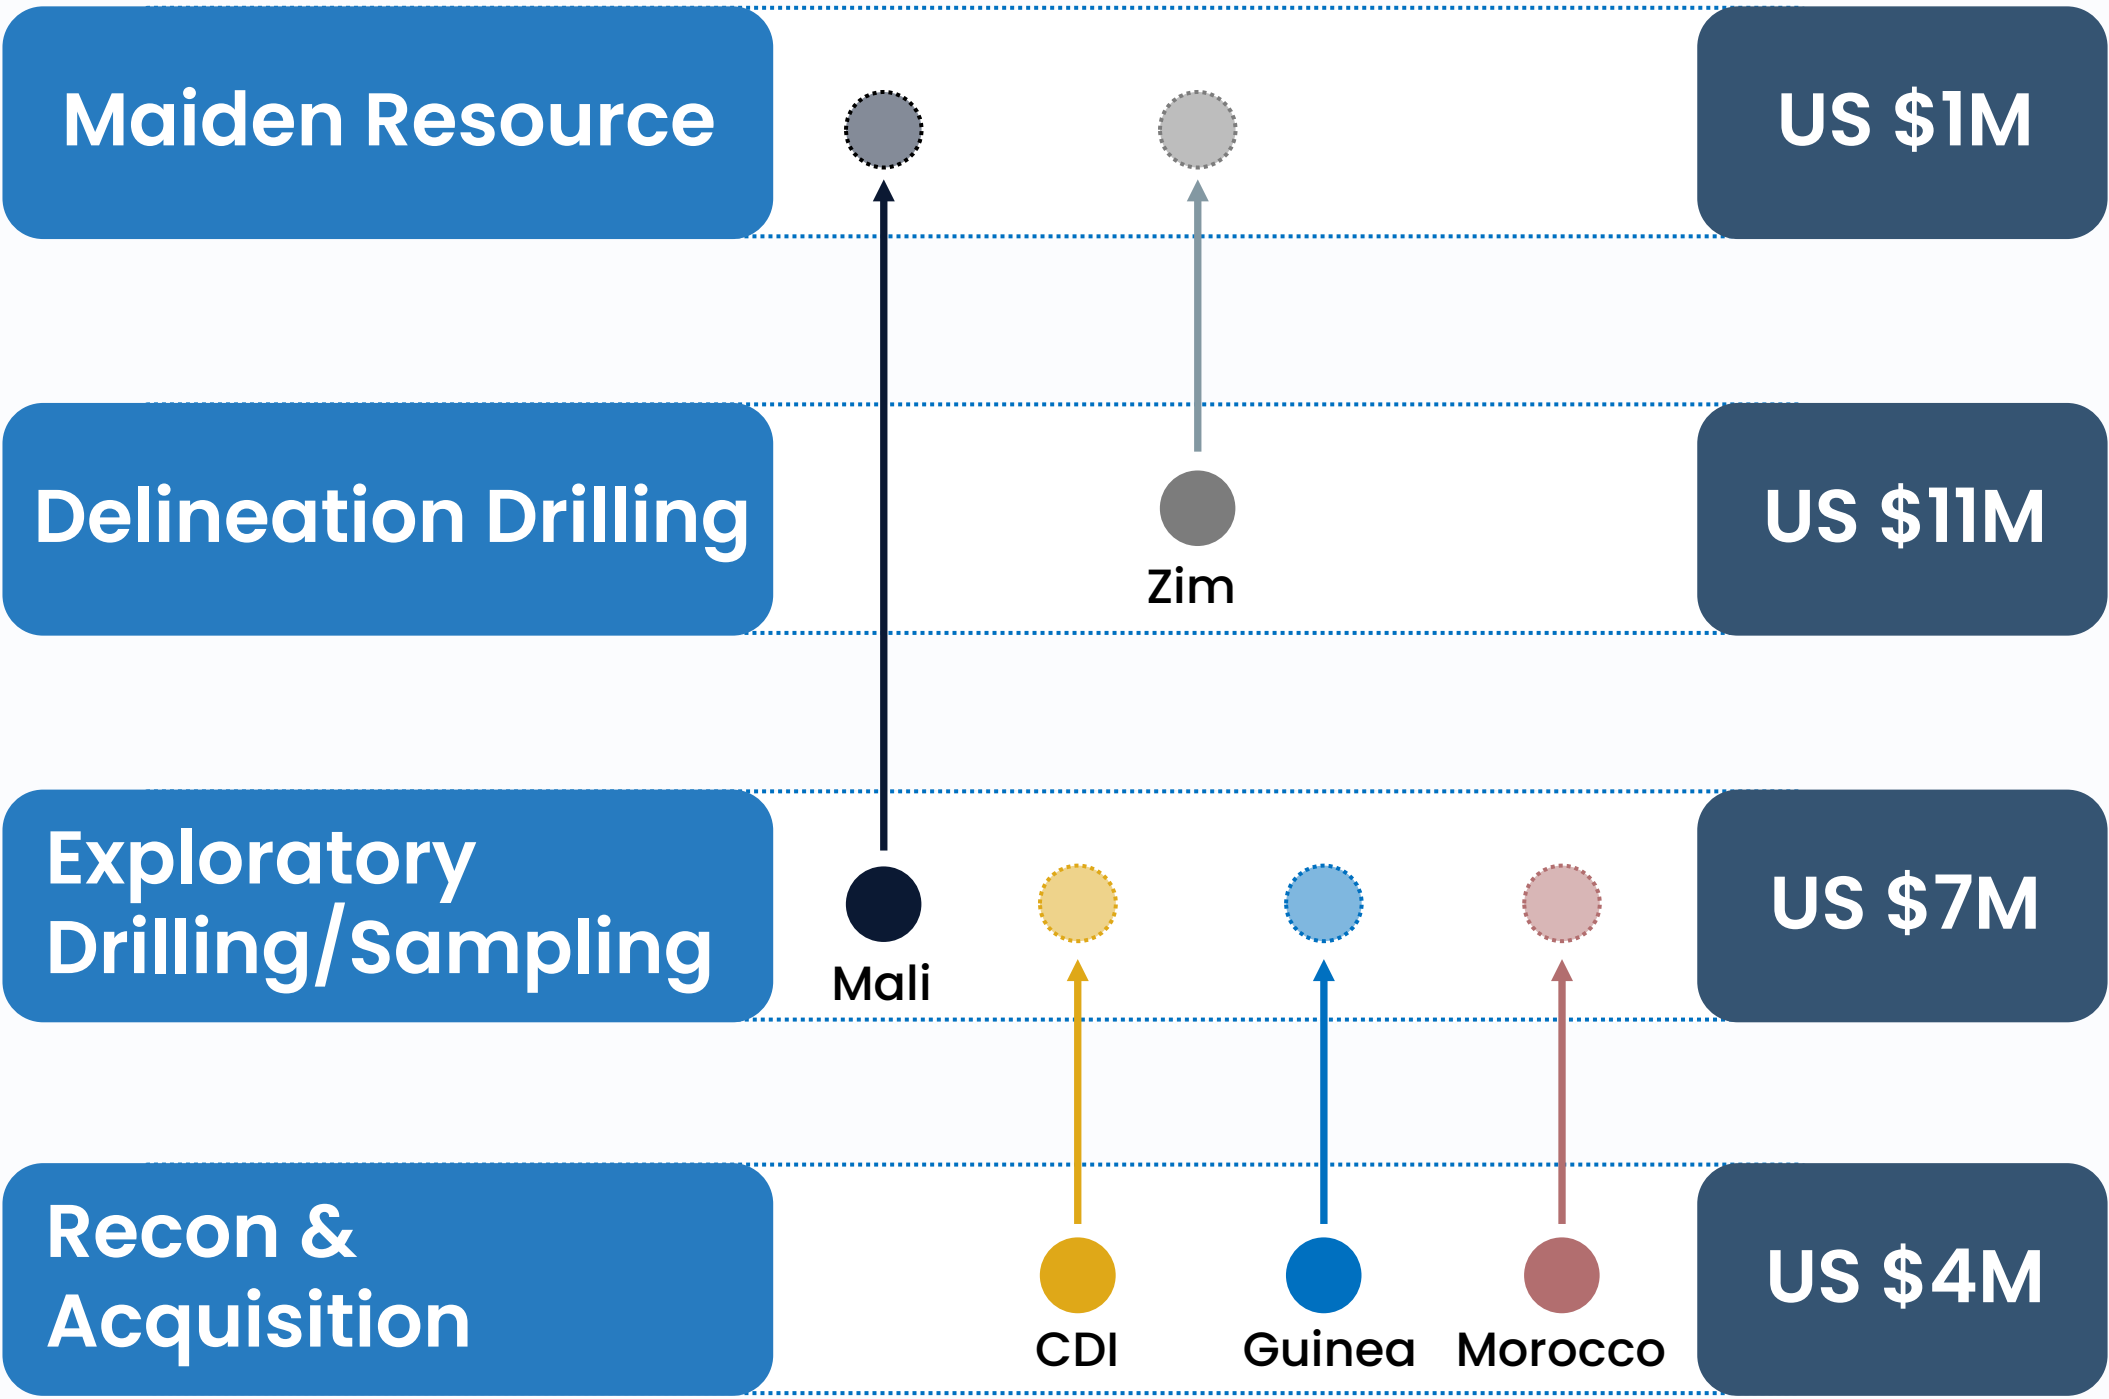 Maiden Resource
US $1M
Delineation Drilling
US $11M
Zim
Exploratory
Drilling/Sampling
US $7M
Mali
Recon &
Acquisition
US $4M
CDI
Guinea
Morocco